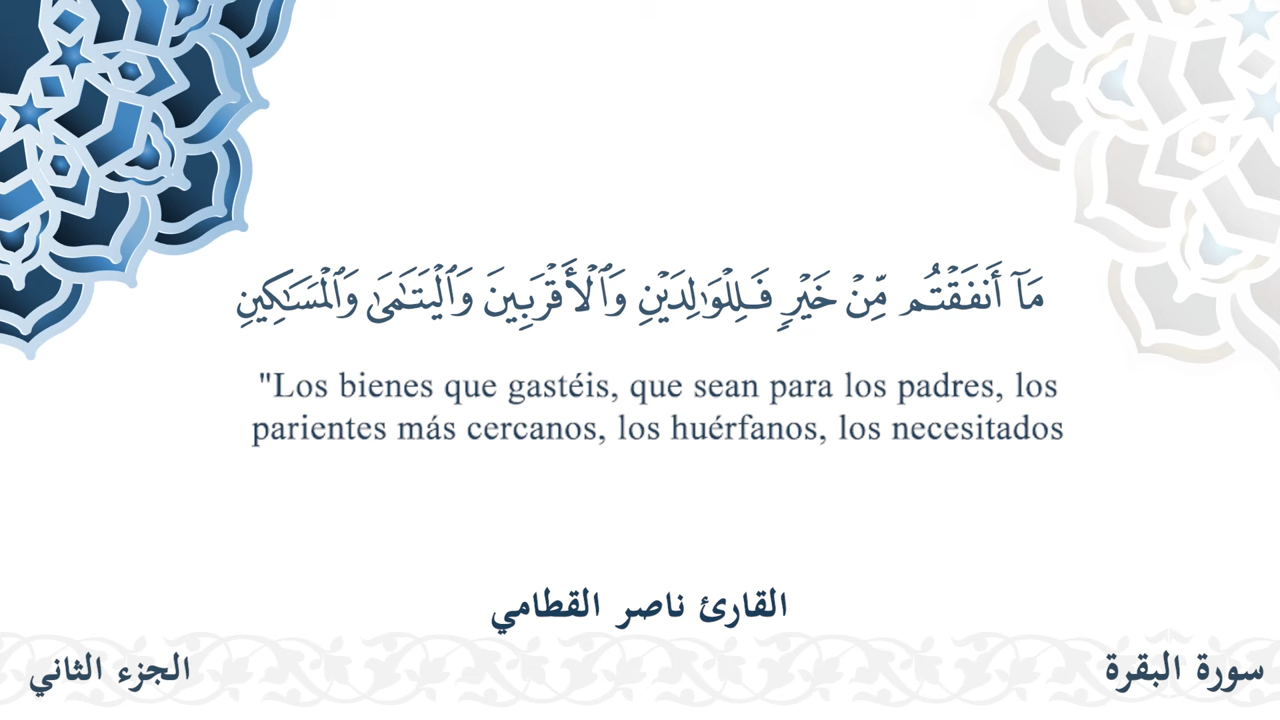 مَآ أَنفَقْتُم مِّنْ خَيْرٍ فَلِلْوَٰلِدَيْنِ وَٱلْأَقْرَبِينَ وَٱلْيَتَٰمَىٰ وَٱلْمَسَٰكِينِ
"Los bienes que gastéis, que sean para los padres, los
parientes más cercanos, los huérfanos, los necesitados
القارئ ناصر القطامي
سورة البقرة
الجزء الثاني